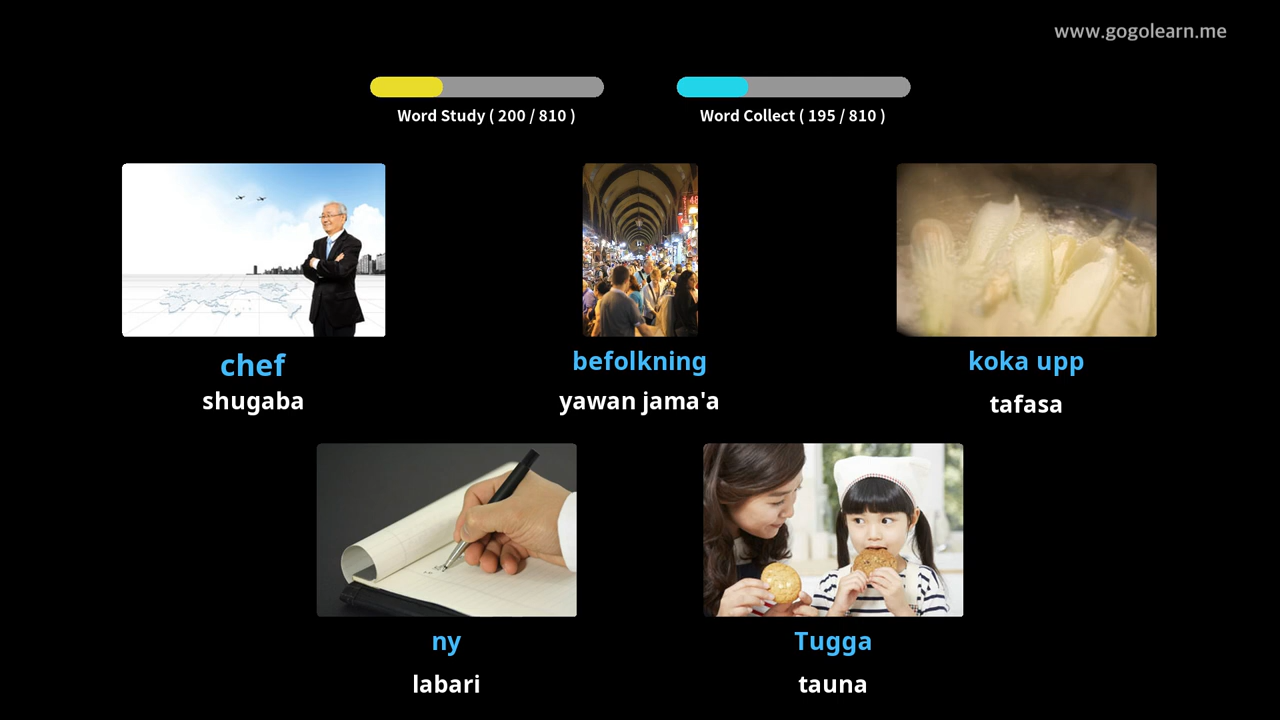 www.gogolearn.me
Word Study ( 200 / 810 )
Word Collect ( 195 / 810 )
chef
shugaba
befolkning
yawan jama'a
koka upp
tafasa
ny
labari
Tugga
tauna